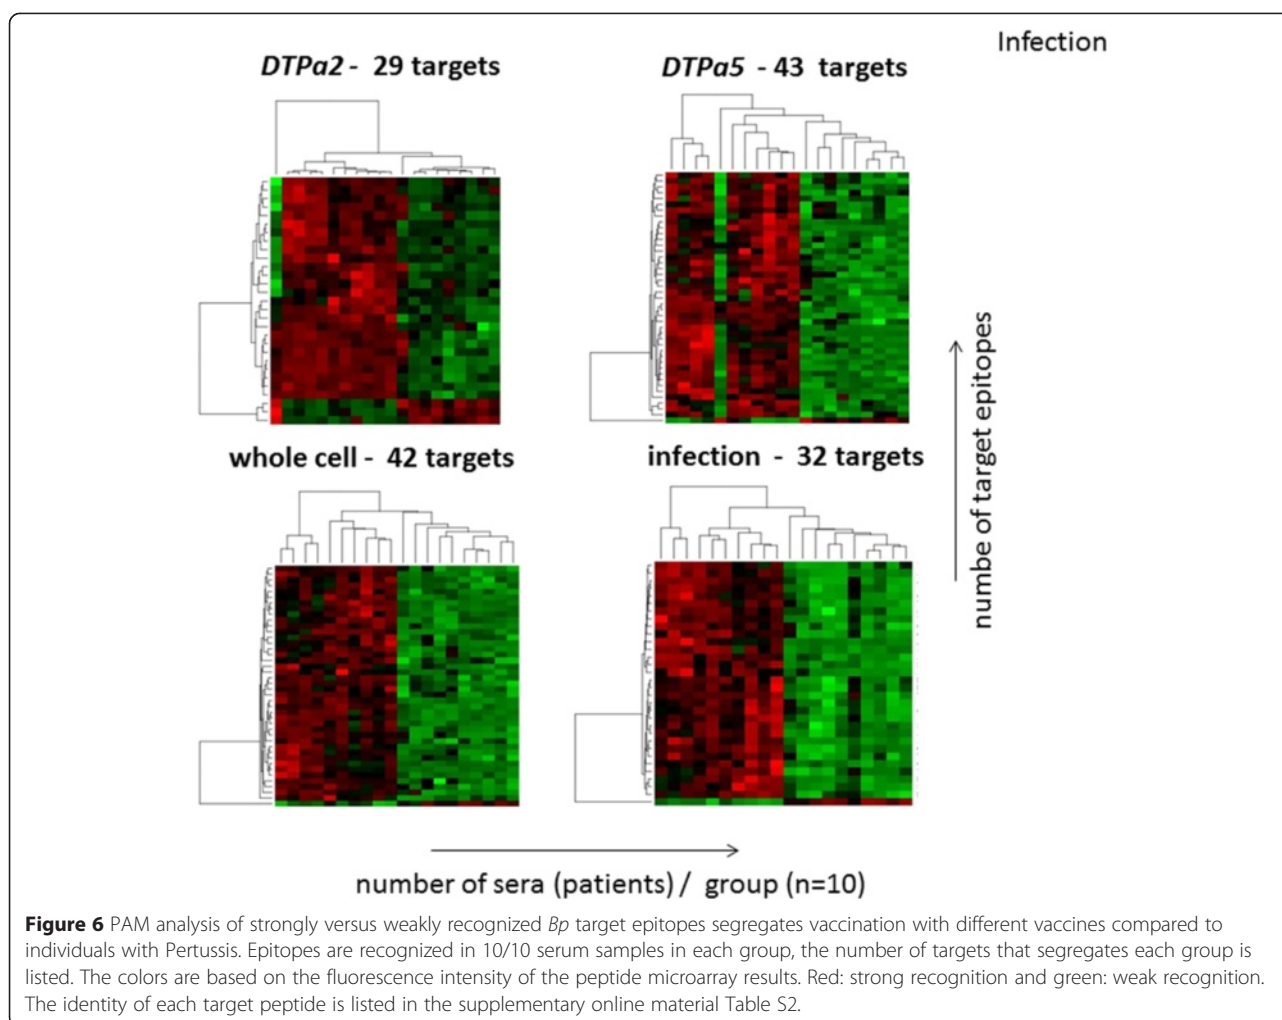 Infection
DTPa2 - 29 targets
DTPa5 - 43 targets
whole cell - 42 targets
infection - 32 targets
numbe of target epitopes
number of sera (patients) / group (n=10)
Figure 6 PAM analysis of strongly versus weakly recognized Bp target epitopes segregates vaccination with different vaccines compared to
individuals with Pertussis. Epitopes are recognized in 10/10 serum samples in each group, the number of targets that segregates each group is
listed. The colors are based on the fluorescence intensity of the peptide microarray results. Red: strong recognition and green: weak recognition.
The identity of each target peptide is listed in the supplementary online material Table S2.